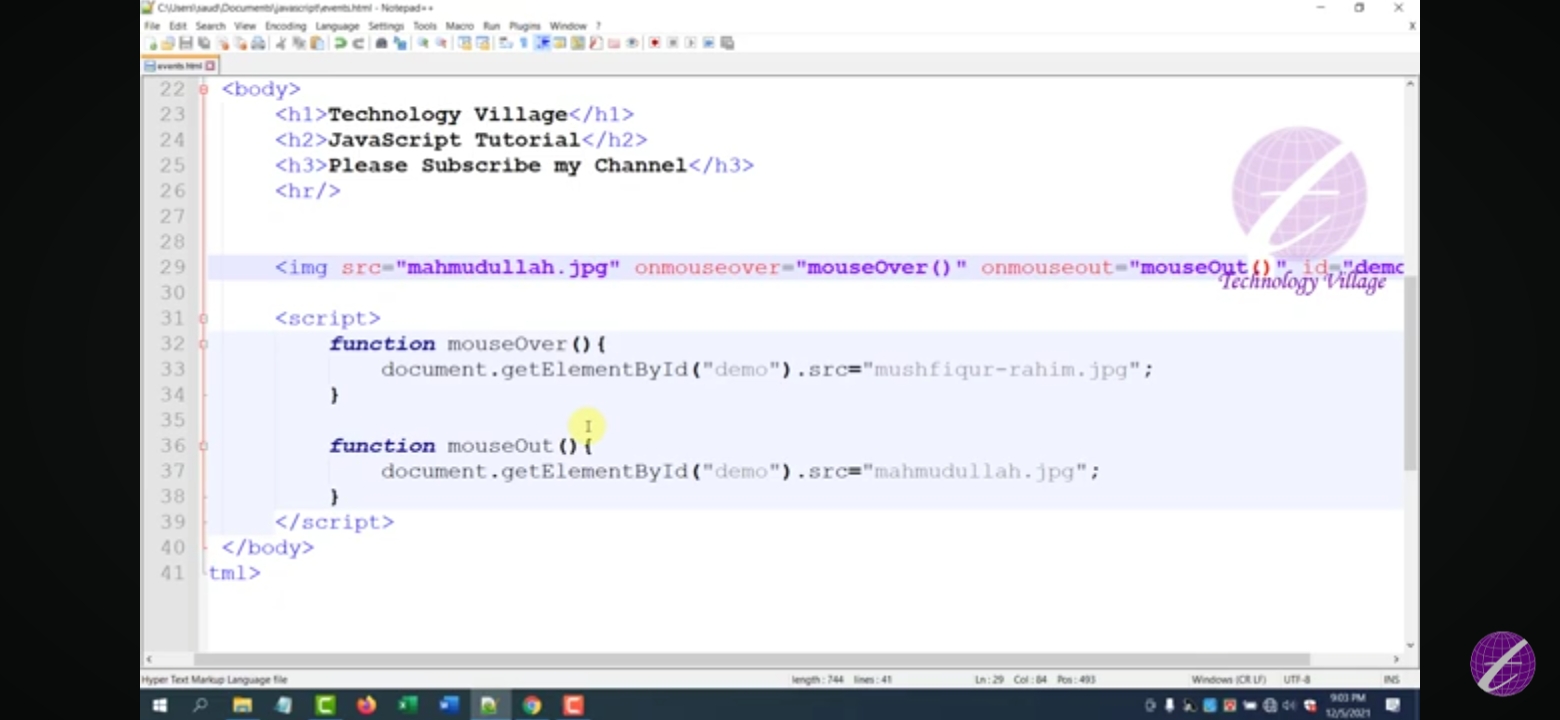 C:\Users\saud\Documents\javascript\events.html - Notepad++
File Edit Search View Encoding Language Settings Tools Macro Run Plugins Window ?
events.html
22 <body>
23 <h1>Technology Village</h1>
24 <h2>JavaScript Tutorial</h2>
25 <h3>Please Subscribe my Channel</h3>
26 <hr/>
27
28
29 <img src="mahmudullah.jpg" onmouseover="mouseOver()" onmouseout="mouseOut()" id="demo
Technology Village
30
31 <script>
32 function mouseOver(){
33 document.getElementById("demo").src="mushfiqur-rahim.jpg";
34 }
35
36 function mouseOut(){
37 document.getElementById("demo").src="mahmudullah.jpg";
38 }
39 </script>
40 </body>
41 tml>
Hyper Text Markup Language file length : 744 lines : 41 Ln : 29 Col : 84 Pos : 493 Windows (CR LF) UTF-8 INS
9:03 PM
12/5/2021